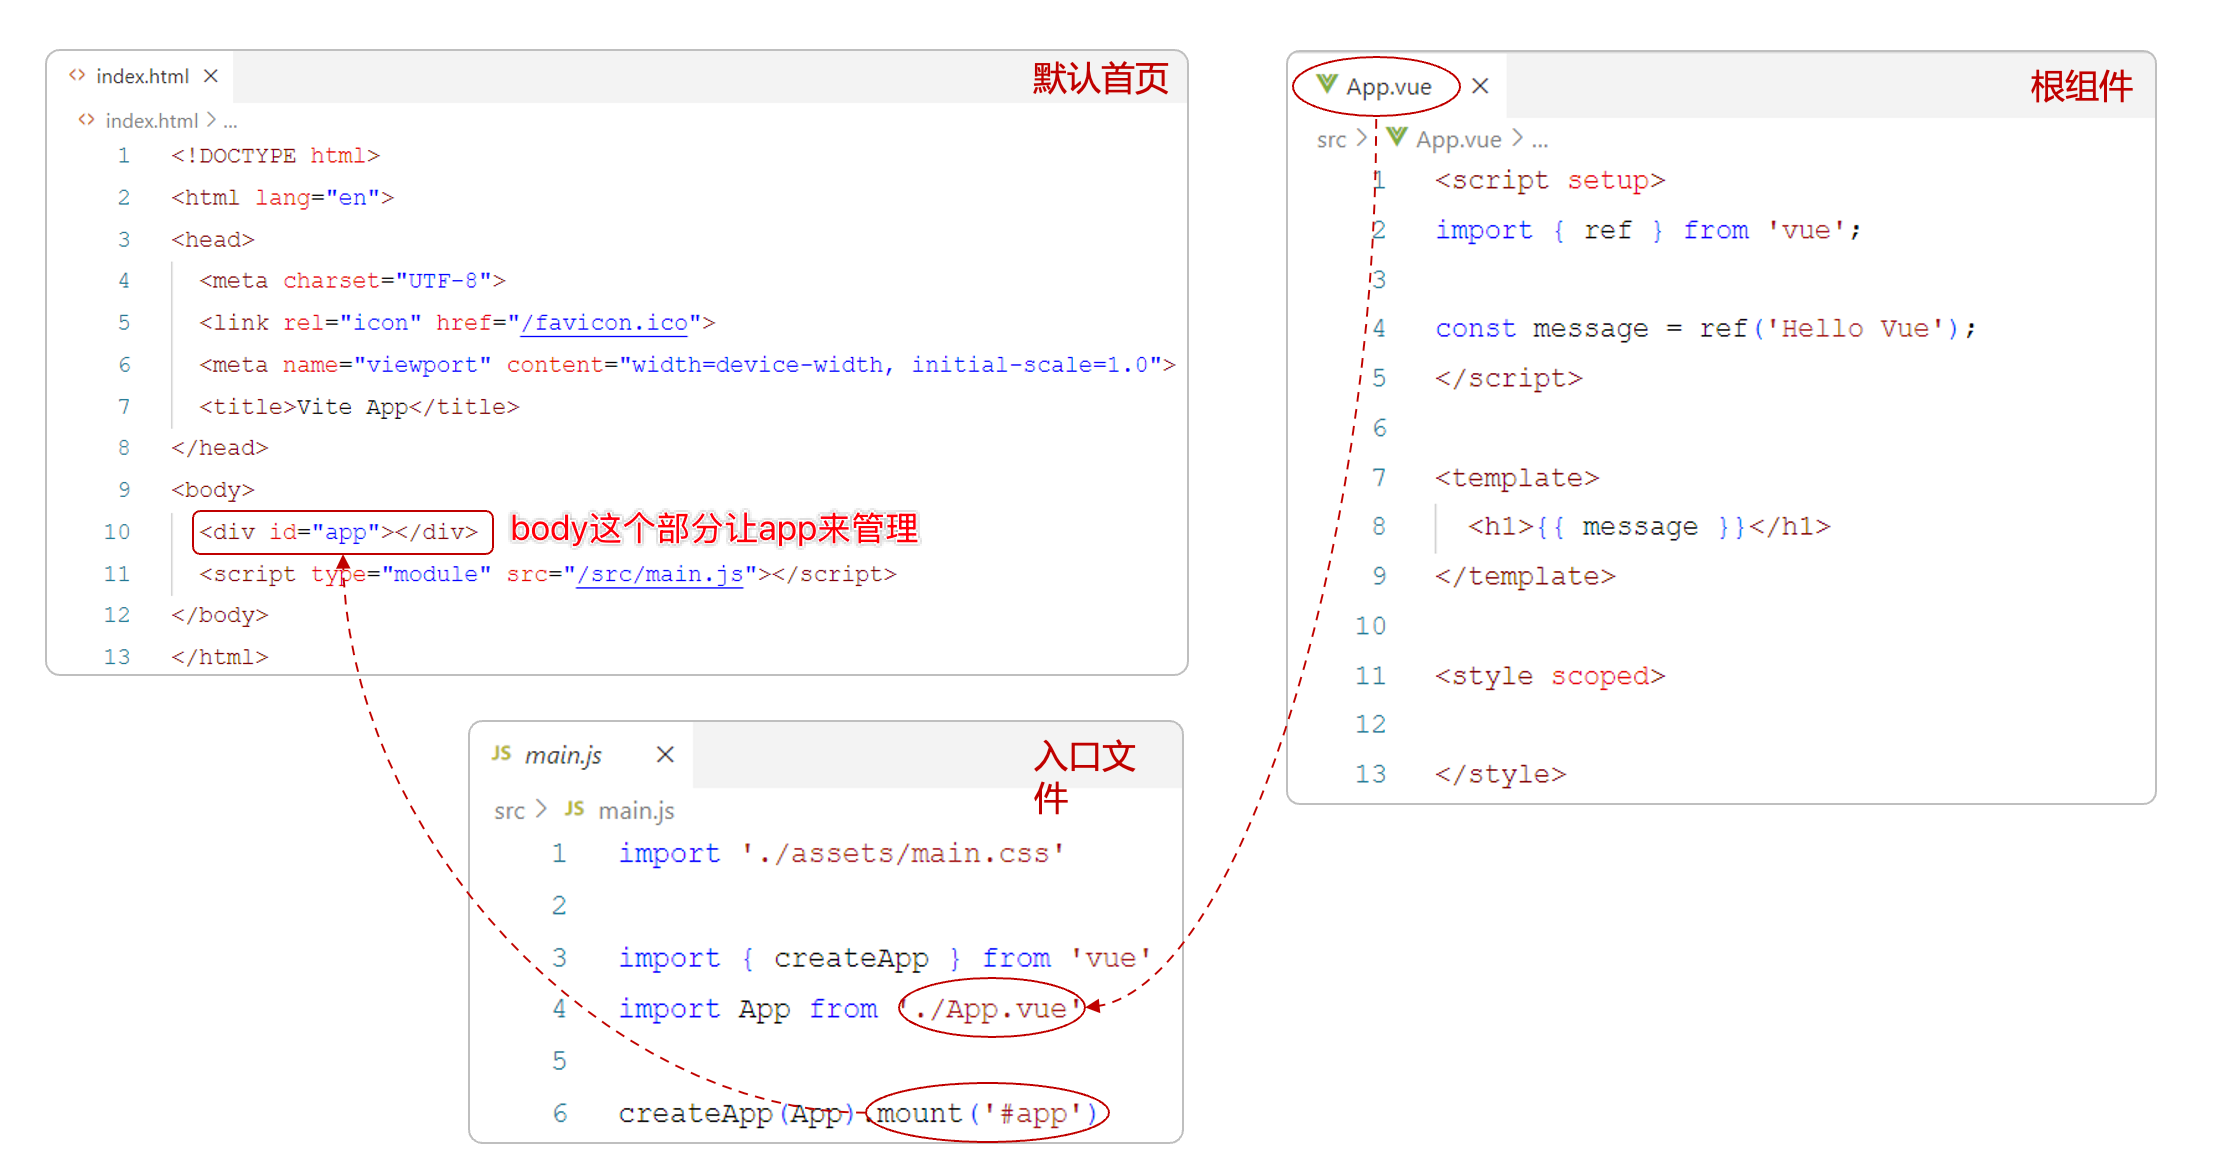 index.html
默认首页
index.html > ...
1 <!DOCTYPE html>
2 <html lang="en">
3 <head>
4 <meta charset="UTF-8">
5 <link rel="icon" href="/favicon.ico">
6 <meta name="viewport" content="width=device-width, initial-scale=1.0">
7 <title>Vite App</title>
8 </head>
9 <body>
10 <div id="app"></div> body这个部分让app来管理
11 <script type="module" src="/src/main.js"></script>
12 </body>
13 </html>
App.vue
根组件
src > App.vue > ...
1 <script setup>
2 import { ref } from 'vue';
3
4 const message = ref('Hello Vue');
5 </script>
6
7 <template>
8 <h1>{{ message }}</h1>
9 </template>
10
11 <style scoped>
12
13 </style>
JS main.js
入口文
件
src > JS main.js
1 import './assets/main.css'
2
3 import { createApp } from 'vue'
4 import App from './App.vue'
5
6 createApp(App).mount('#app')